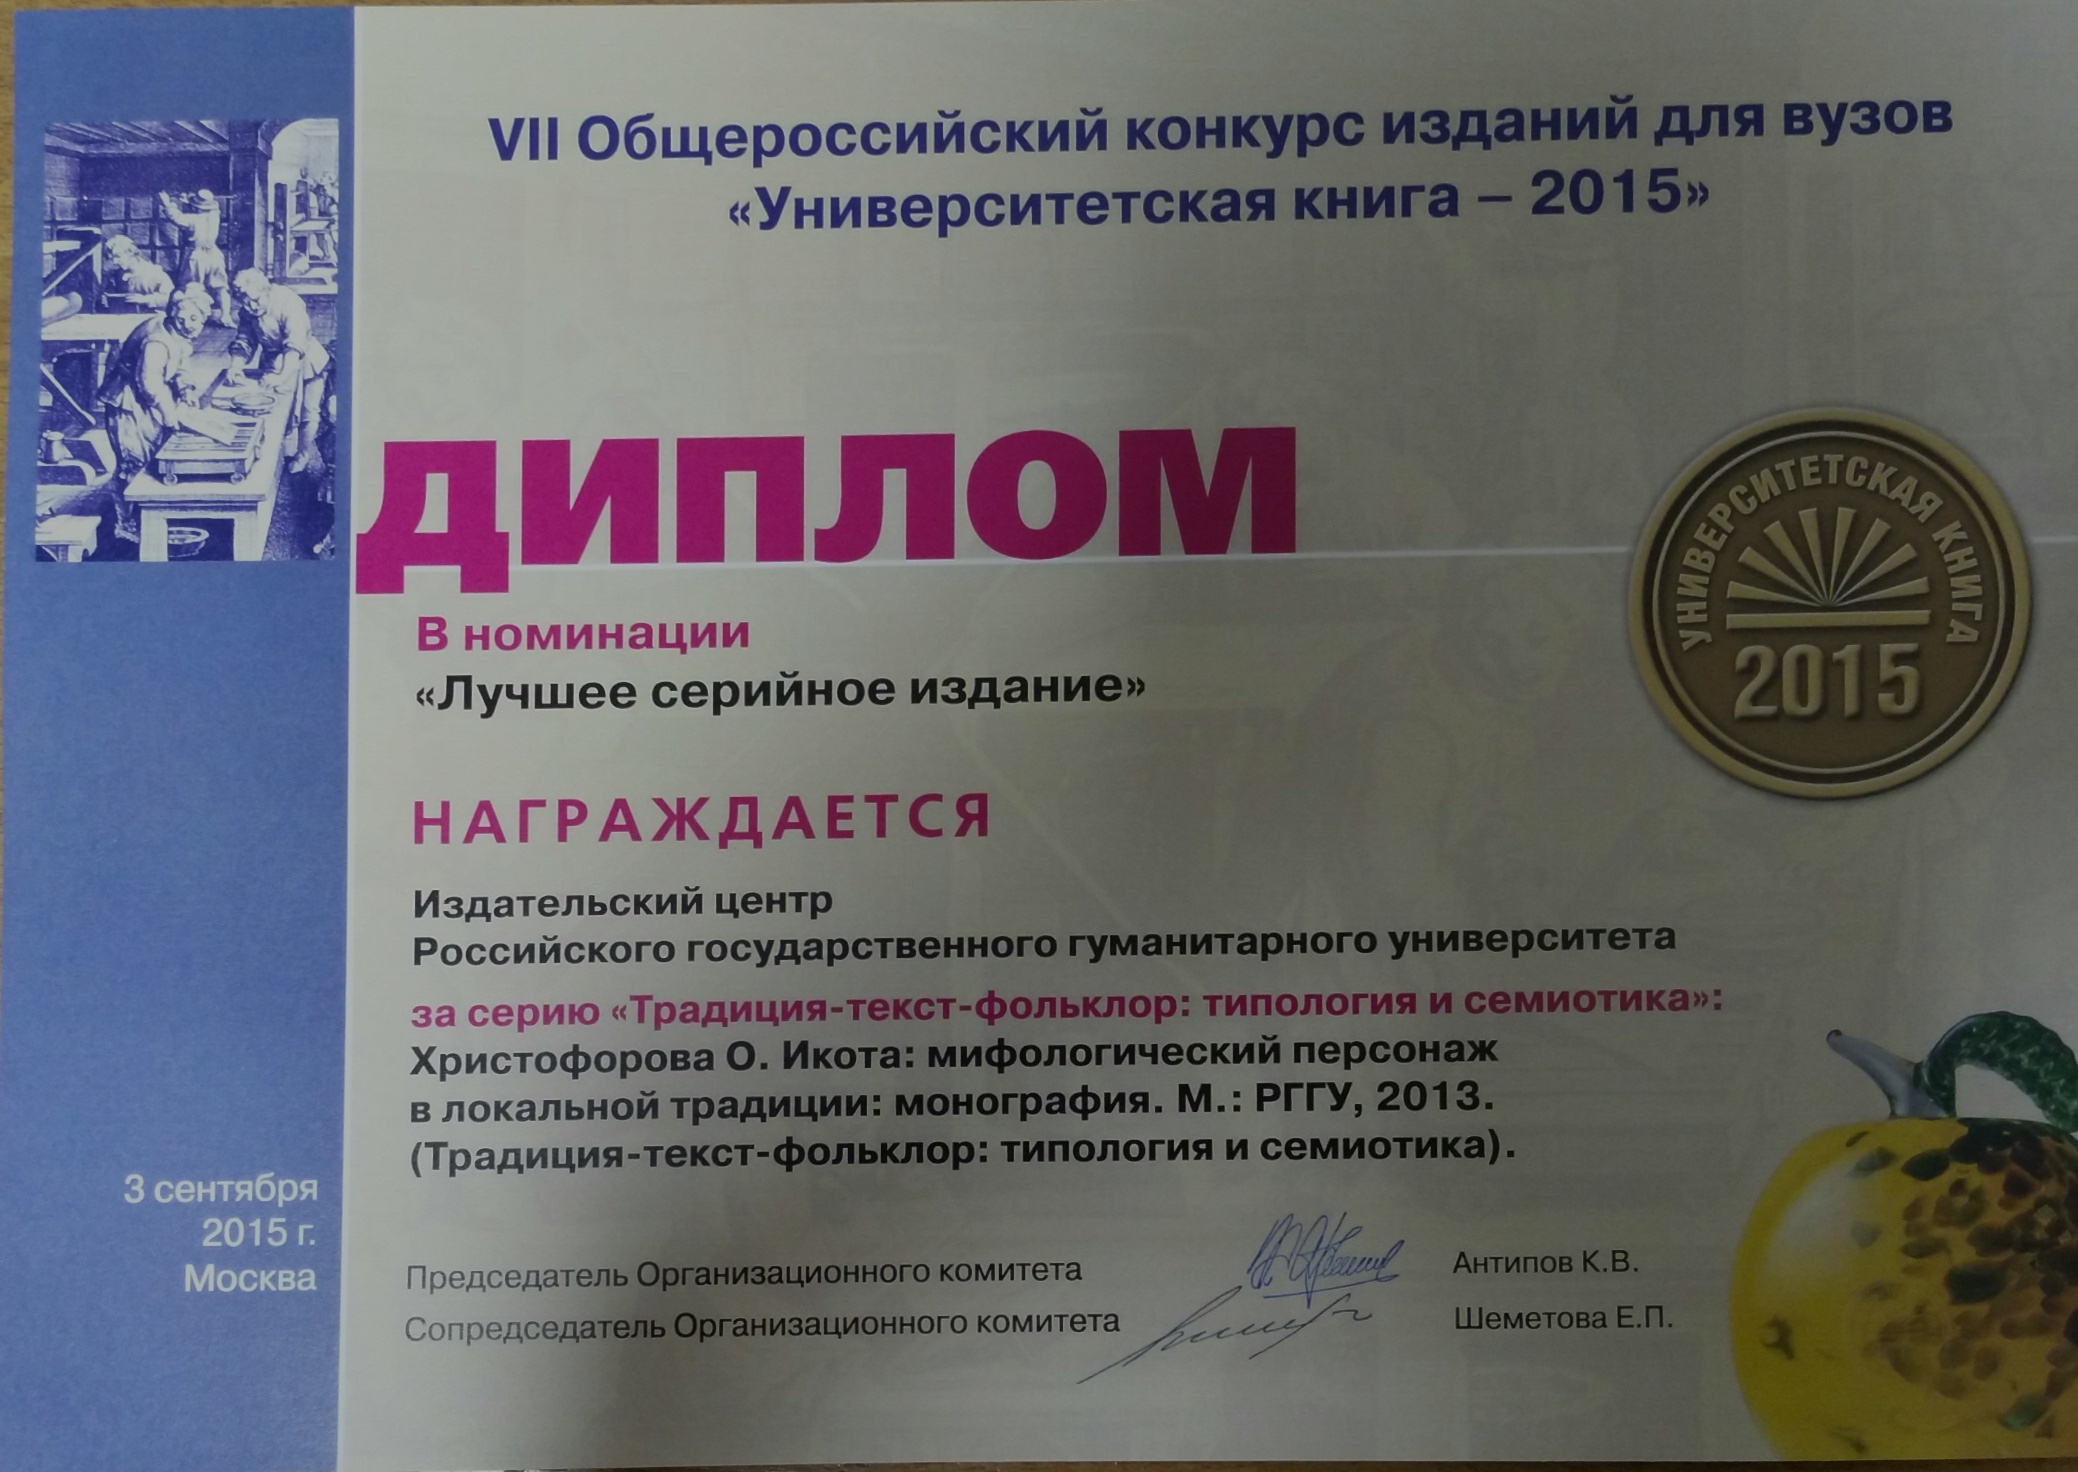 VII Общероссийский конкурс изданий для вузов
«Университетская книга – 2015»
ДИПЛОМ
УНИВЕРСИТЕТСКАЯ КНИГА
2015
В номинации
«Лучшее серийное издание»
НАГРАЖДАЕТСЯ
Издательский центр
Российского государственного гуманитарного университета
за серию «Традиция-текст-фольклор: типология и семиотика»:
Христофорова О. Икота: мифологический персонаж
в локальной традиции: монография. М.: РГГУ, 2013.
(Традиция-текст-фольклор: типология и семиотика).
3 сентября
2015 г.
Москва
Председатель Организационного комитета Антипов К.В.
Сопредседатель Организационного комитета Шеметова Е.П.